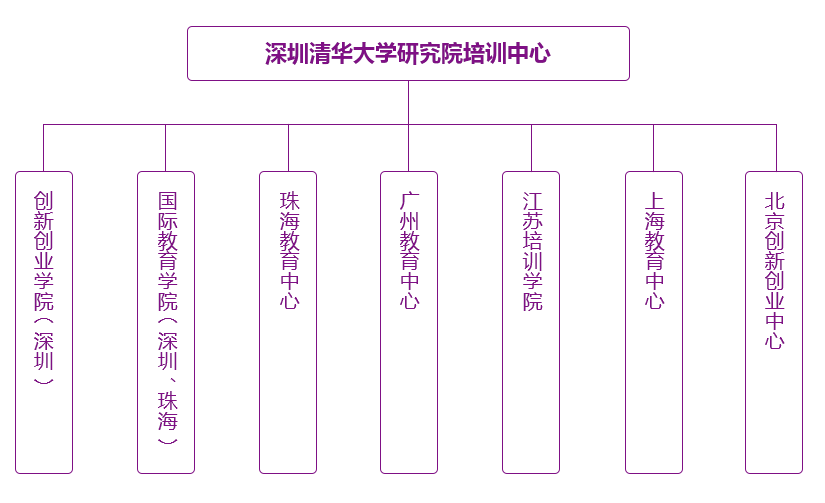 深圳清华大学研究院培训中心
创新创业学院（深圳）
国际教育学院（深圳、珠海）
珠海教育中心
广州教育中心
江苏培训学院
上海教育中心
北京创新创业中心